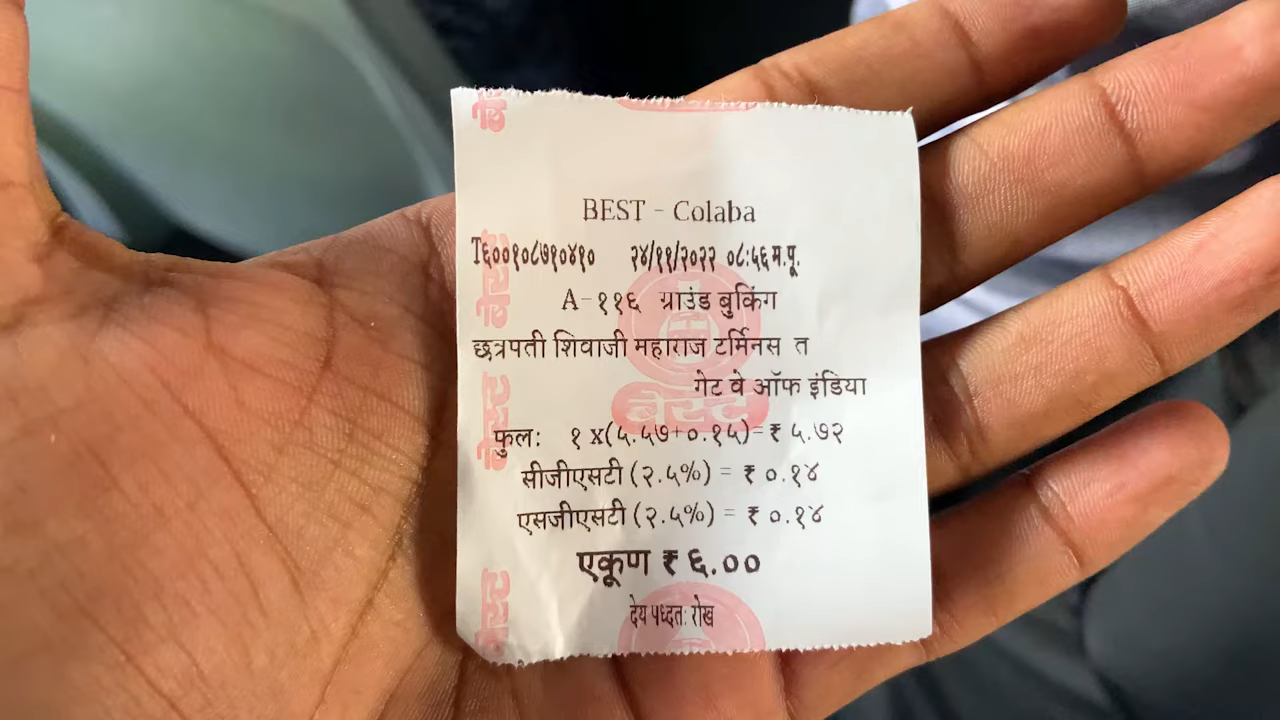 BEST - Colaba
T६००१०८७१०४१० २४/११/२०२२ ०८:५६ म.पू.
A-११६ ग्राउंड बुकिंग
छत्रपती शिवाजी महाराज टर्मिनस त
गेट वे ऑफ इंडिया
बेस्ट
फुल: १ x(५.५७+०.१५)=₹ ५.७२
सीजीएसटी (२.५%) = ₹ ०.१४
एसजीएसटी (२.५%) = ₹ ०.१४
एकूण ₹ ६.००
देय पध्दत: रोख
बेस्ट
बेस्ट
बेस्ट